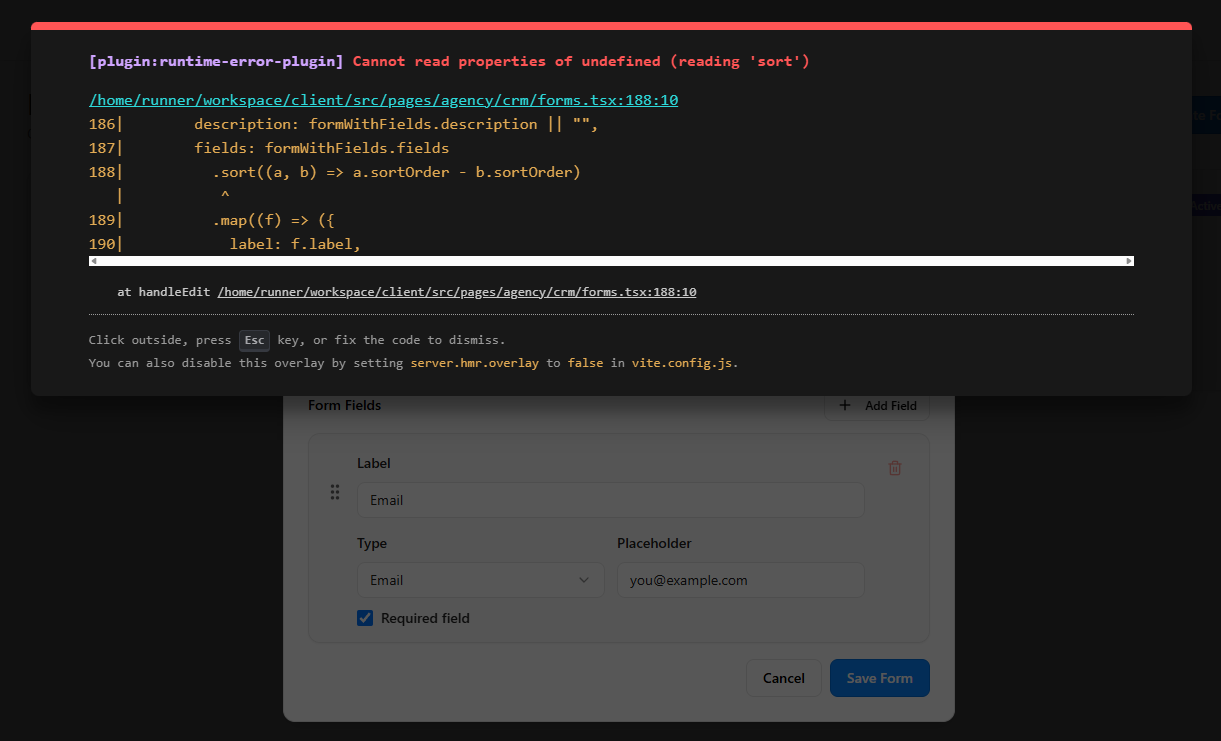 [plugin:runtime-error-plugin] Cannot read properties of undefined (reading 'sort')
/home/runner/workspace/client/src/pages/agency/crm/forms.tsx:188:10
186|        description: formWithFields.description || "",
187|        fields: formWithFields.fields
188|          .sort((a, b) => a.sortOrder - b.sortOrder)
   |           ^
189|          .map((f) => ({
190|            label: f.label,
at handleEdit /home/runner/workspace/client/src/pages/agency/crm/forms.tsx:188:10
Click outside, press Esc key, or fix the code to dismiss.
You can also disable this overlay by setting server.hmr.overlay to false in vite.config.js.
Form Fields
+ Add Field
Label
Email
Type
Placeholder
Email
you@example.com
Required field
Cancel
Save Form